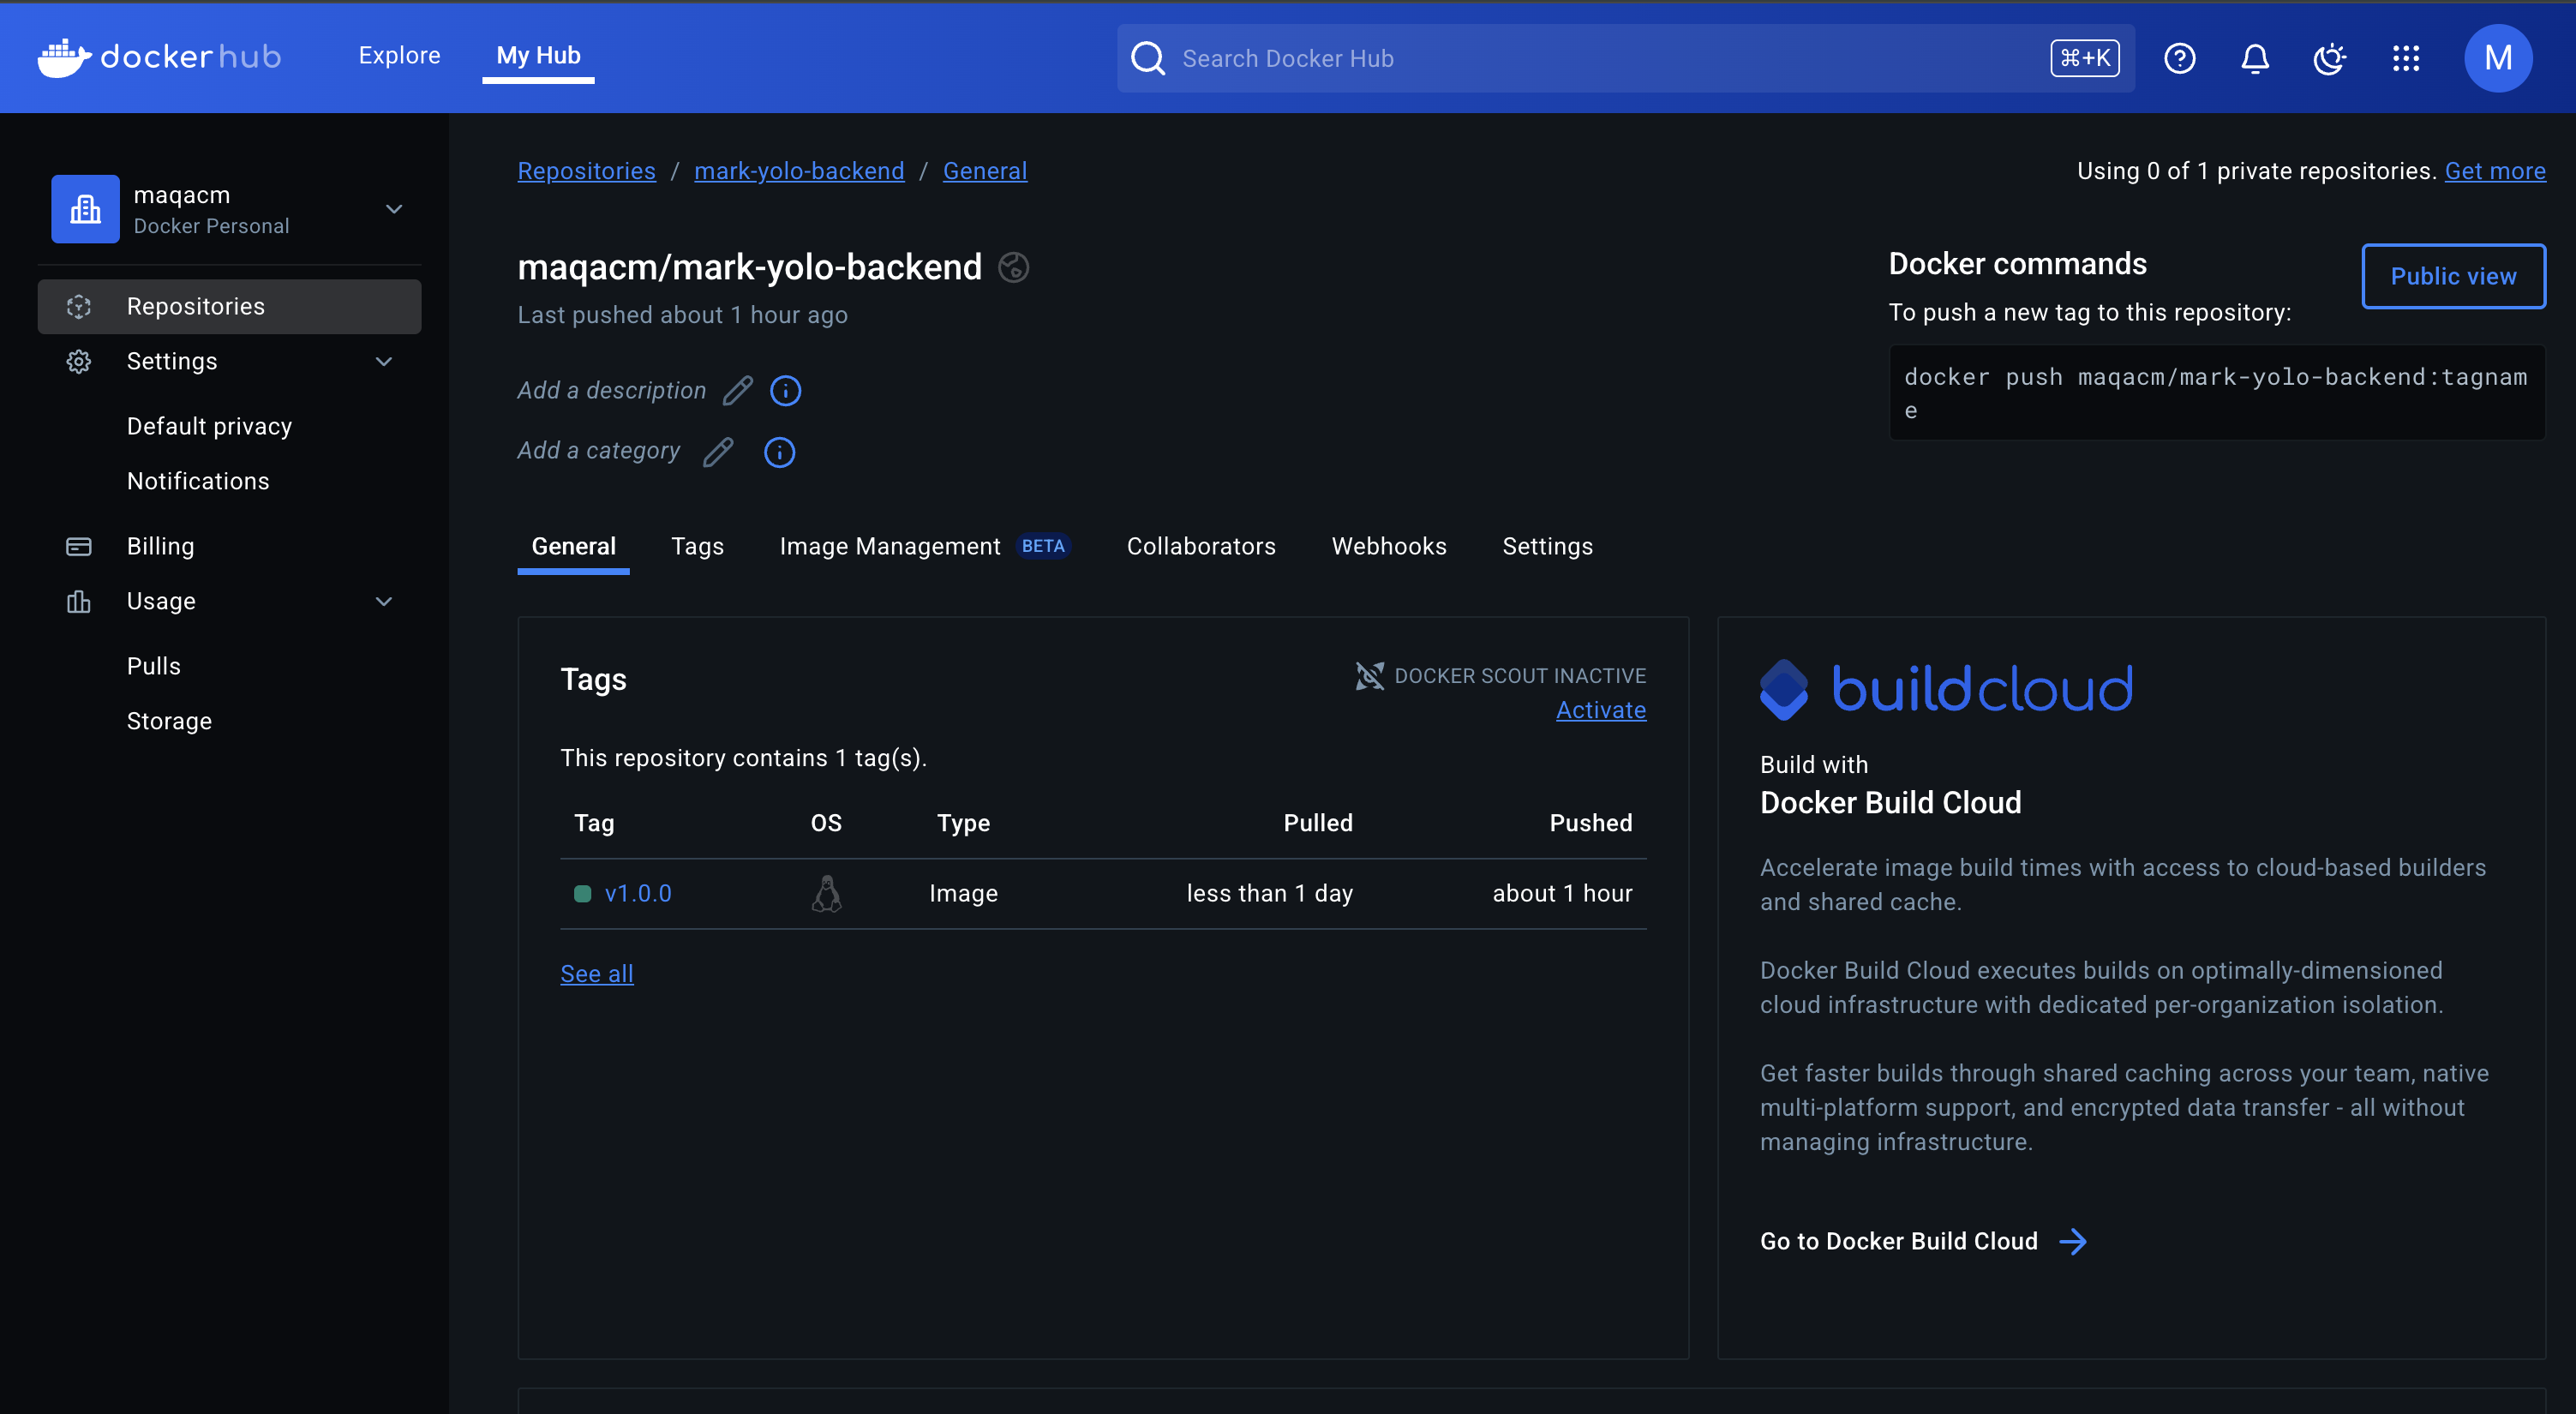 dockerhub
Explore
My Hub
Search Docker Hub
⌘+K
M
maqacm
Docker Personal
Repositories
Settings
Default privacy
Notifications
Billing
Usage
Pulls
Storage
Repositories / mark-yolo-backend / General
Using 0 of 1 private repositories. Get more
maqacm/mark-yolo-backend
Last pushed about 1 hour ago
Add a description
Add a category
Docker commands
Public view
To push a new tag to this repository:
docker push maqacm/mark-yolo-backend:tagnam
e
General Tags Image Management BETA Collaborators Webhooks Settings
Tags
DOCKER SCOUT INACTIVE
Activate
This repository contains 1 tag(s).
Tag OS Type Pulled Pushed
v1.0.0 Image less than 1 day about 1 hour
See all
buildcloud
Build with
Docker Build Cloud
Accelerate image build times with access to cloud-based builders
and shared cache.
Docker Build Cloud executes builds on optimally-dimensioned
cloud infrastructure with dedicated per-organization isolation.
Get faster builds through shared caching across your team, native
multi-platform support, and encrypted data transfer - all without
managing infrastructure.
Go to Docker Build Cloud